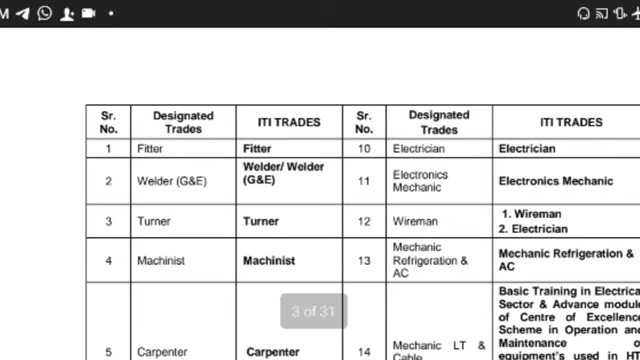 Sr. No. Designated Trades ITI TRADES Sr. No. Designated Trades ITI TRADES
1 Fitter Fitter 10 Electrician Electrician
2 Welder (G&E) Welder/ Welder (G&E) 11 Electronics Mechanic Electronics Mechanic
3 Turner Turner 12 Wireman 1. Wireman
2. Electrician
4 Machinist Machinist 13 Mechanic Refrigeration & AC Mechanic Refrigeration & AC
5 Carpenter Carpenter 14 Mechanic LT & Cable Basic Training in Electrica
Sector & Advance module
of Centre of Excellence
Scheme in Operation and
Maintenance o
equipment's used in HT
3 of 31